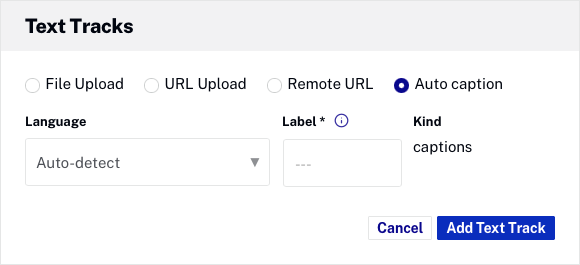 Text Tracks
File Upload URL Upload Remote URL Auto caption
Language Label * Kind
Auto-detect --- captions
Cancel Add Text Track